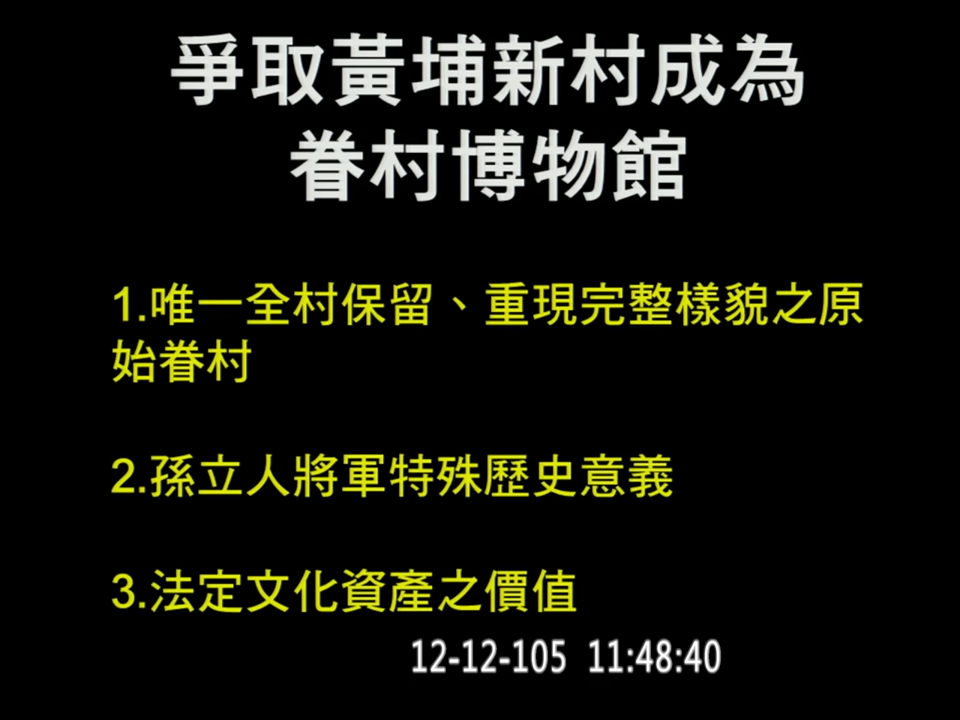 爭取黃埔新村成為
眷村博物館
1.唯一全村保留、重現完整樣貌之原
始眷村
2.孫立人將軍特殊歷史意義
3.法定文化資產之價值
12-12-105 11:48:40